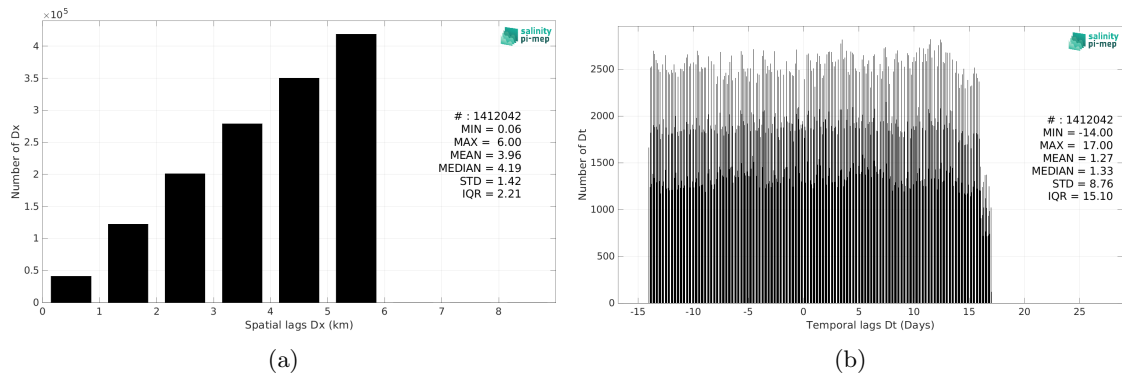 ×10⁵
4
3.5
3
2.5
2
1.5
1
0.5
0
Number of Dx
0 1 2 3 4 5 6 7 8
Spatial lags Dx (km)
salinity
pi-mep
# : 1412042
MIN = 0.06
MAX = 6.00
MEAN = 3.96
MEDIAN = 4.19
STD = 1.42
IQR = 2.21
(a)
2500
2000
1500
1000
500
0
Number of Dt
-15 -10 -5 0 5 10 15 20 25
Temporal lags Dt (Days)
salinity
pi-mep
# : 1412042
MIN = -14.00
MAX = 17.00
MEAN = 1.27
MEDIAN = 1.33
STD = 8.76
IQR = 15.10
(b)